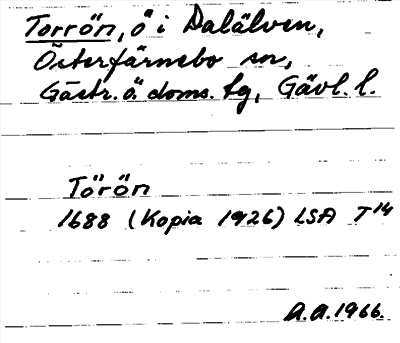 Torrön, ö i Dalälven,
Österfärnebo sn,
Gästr. ö. doms. tg, Gävl. l.
Törön
1688 (Kopia 1926) LSA T14
A.A. 1966.